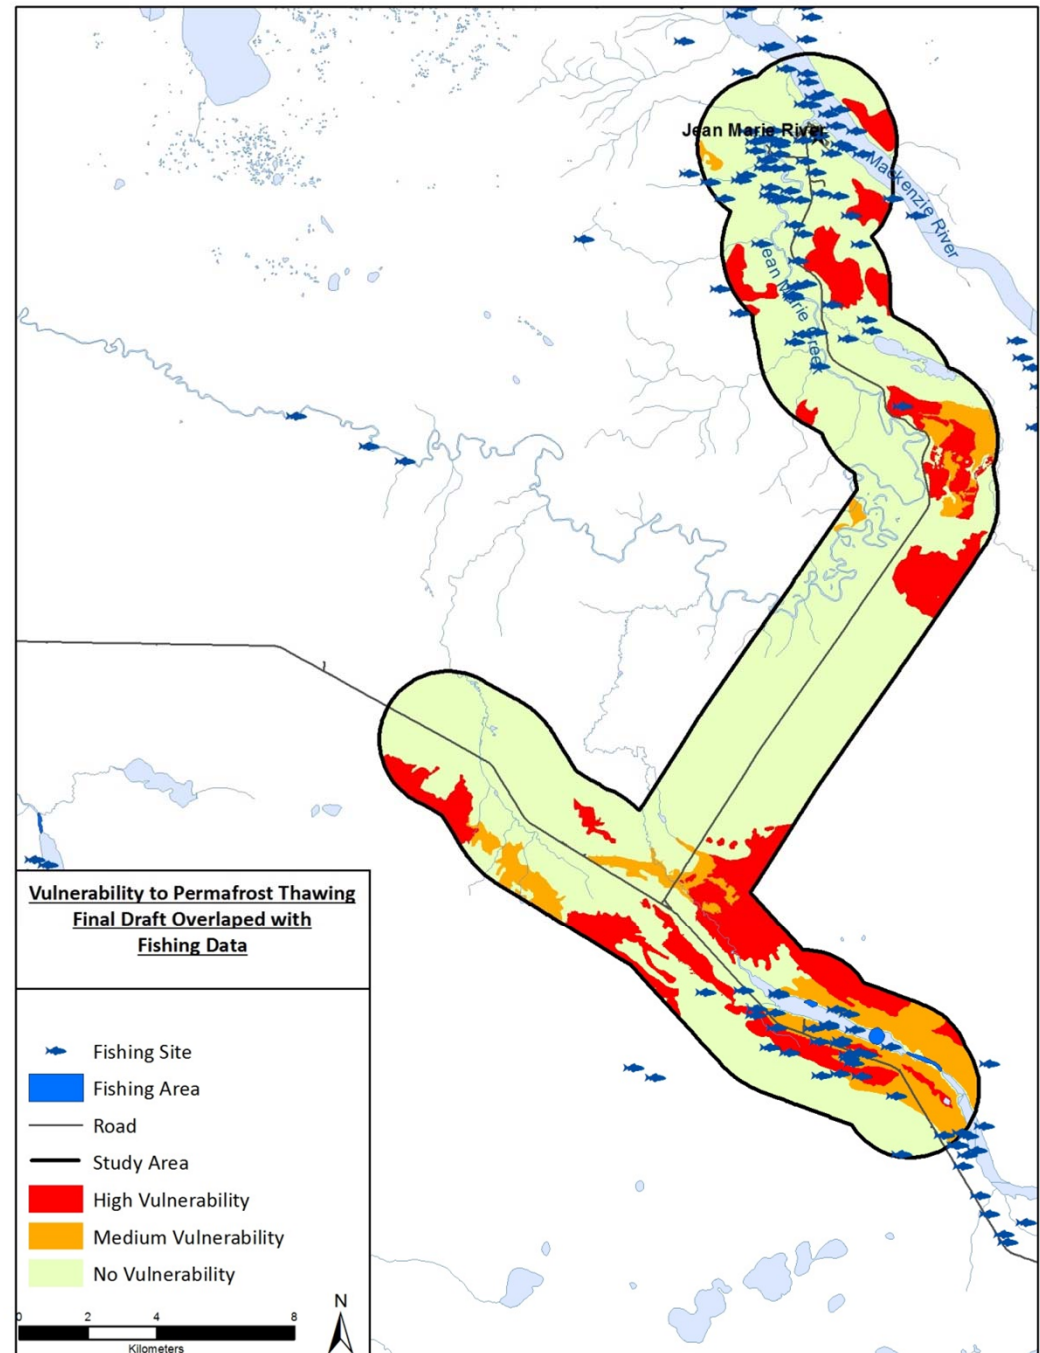 Jean Marie River
Mackenzie River
Jean Marie Creek
Vulnerability to Permafrost Thawing
Final Draft Overlaped with
Fishing Data
Fishing Site
Fishing Area
Road
Study Area
High Vulnerability
Medium Vulnerability
No Vulnerability
0 2 4 8
Kilometers
N